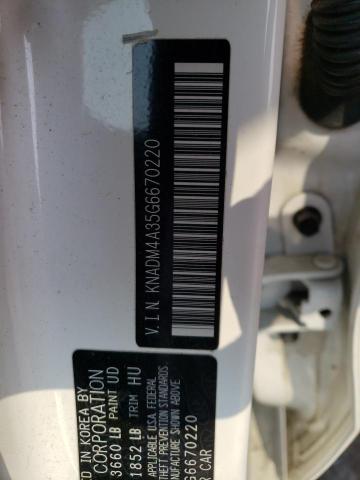 V.I.N KNADM4A35G6670220
D IN KOREA BY
CORPORATION
3660 LB PAINT UD
1852 LB TRIM HU
APPLICABLE U.S.A. FEDERAL
THEFT PREVENTION STANDARDS
MANUFACTURE SHOWN ABOVE
G6670220
R CAR